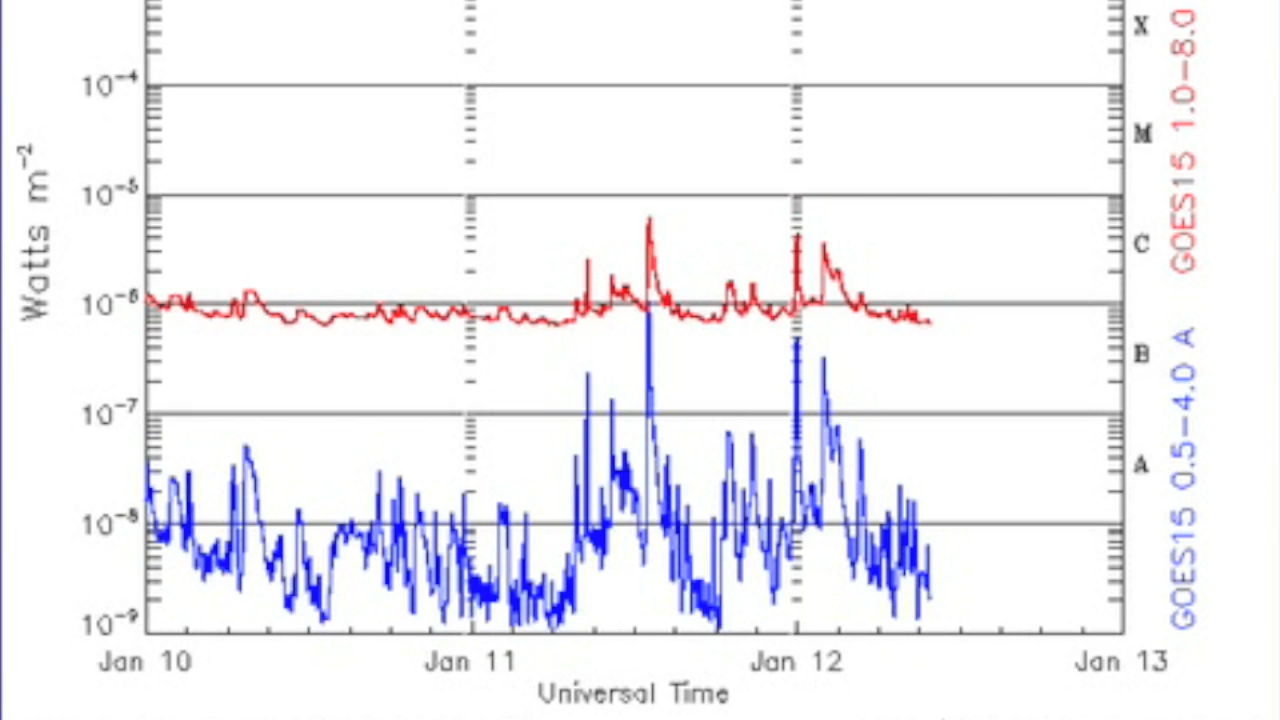 X
10⁻⁴
M
10⁻⁵
C
10⁻⁶
B
10⁻⁷
A
10⁻⁸
10⁻⁹
Watts m⁻²
Jan 10 Jan 11 Jan 12 Jan 13
Universal Time
GOES15 1.0-8.0
GOES15 0.5-4.0 A